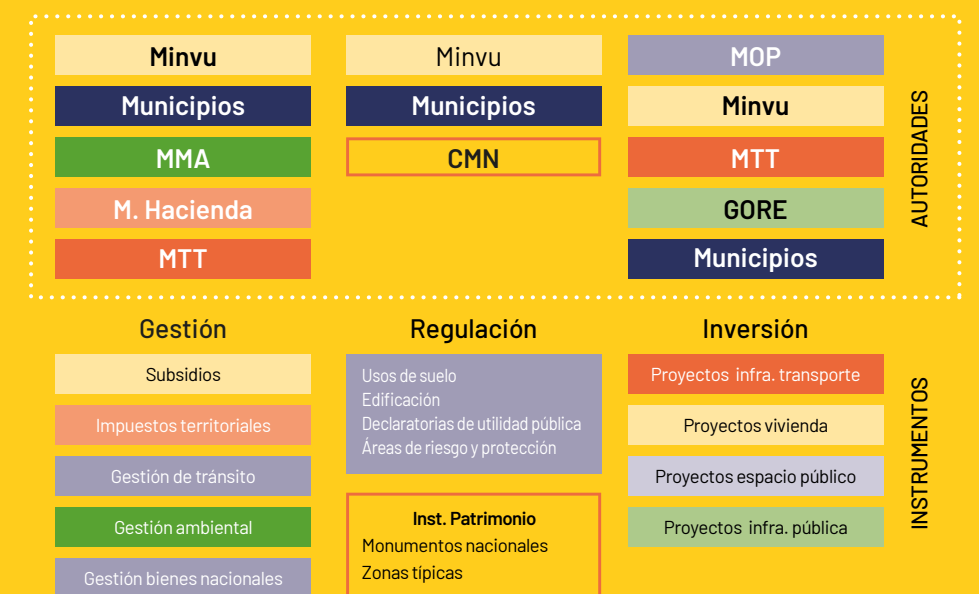 Minvu
Municipios
MMA
M. Hacienda
MTT
Minvu
Municipios
CMN
MOP
Minvu
MTT
GORE
Municipios
AUTORIDADES
Gestión
Subsidios
Impuestos territoriales
Gestión de tránsito
Gestión ambiental
Gestión bienes nacionales
Regulación
Usos de suelo
Edificación
Declaratorias de utilidad pública
Áreas de riesgo y protección
Inst. Patrimonio
Monumentos nacionales
Zonas típicas
Inversión
Proyectos infra. transporte
Proyectos vivienda
Proyectos espacio público
Proyectos infra. pública
INSTRUMENTOS